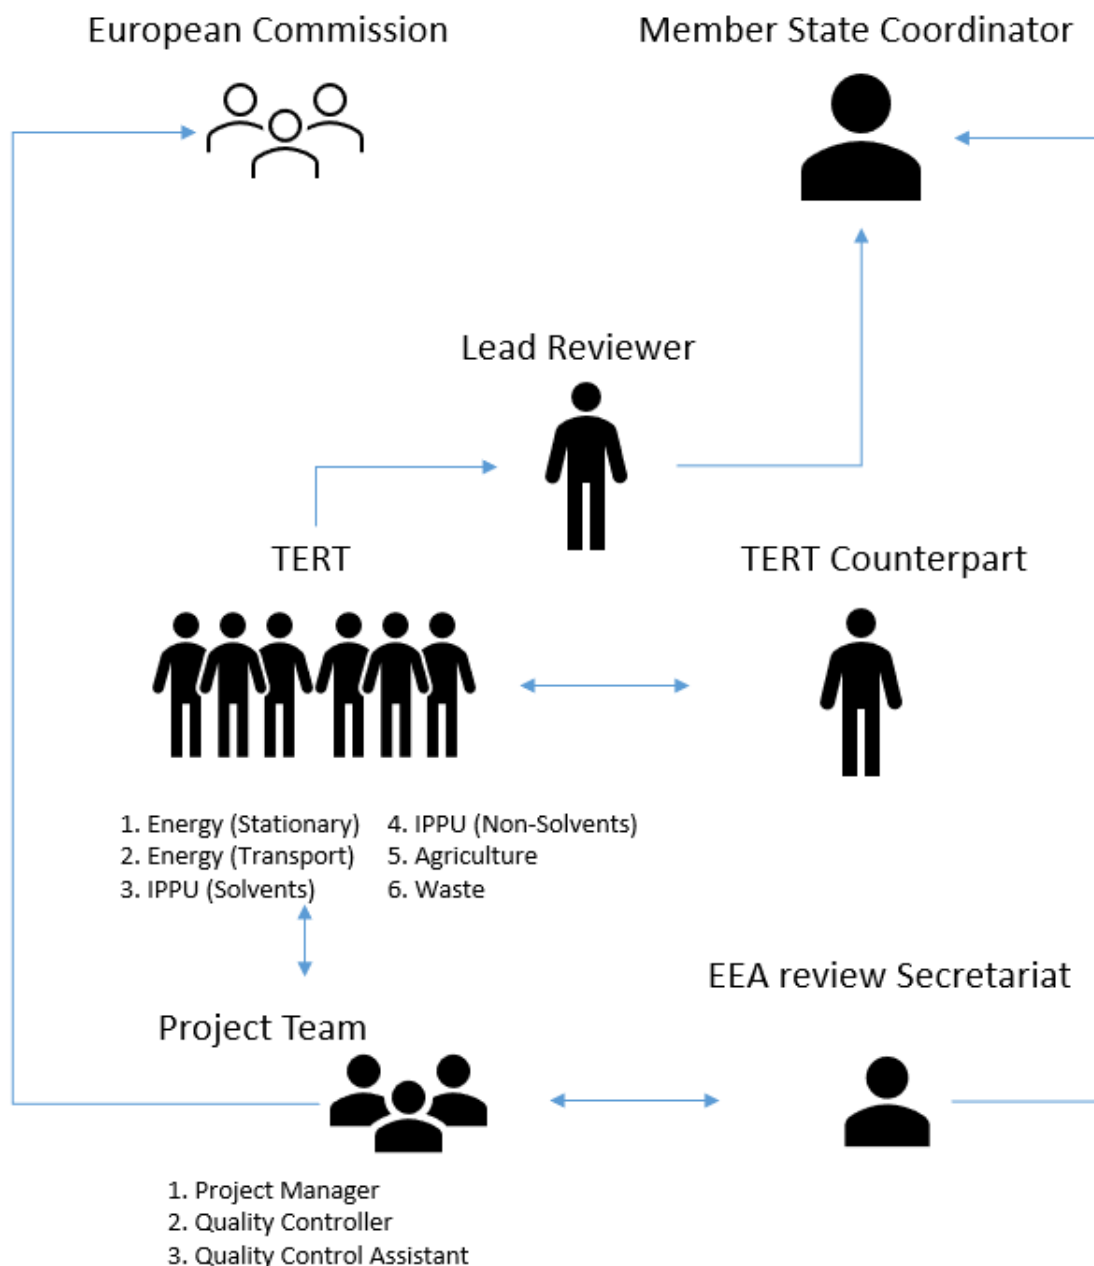 European Commission
Member State Coordinator
Lead Reviewer
TERT
TERT Counterpart
1. Energy (Stationary)
2. Energy (Transport)
3. IPPU (Solvents)
4. IPPU (Non-Solvents)
5. Agriculture
6. Waste
EEA review Secretariat
Project Team
1. Project Manager
2. Quality Controller
3. Quality Control Assistant